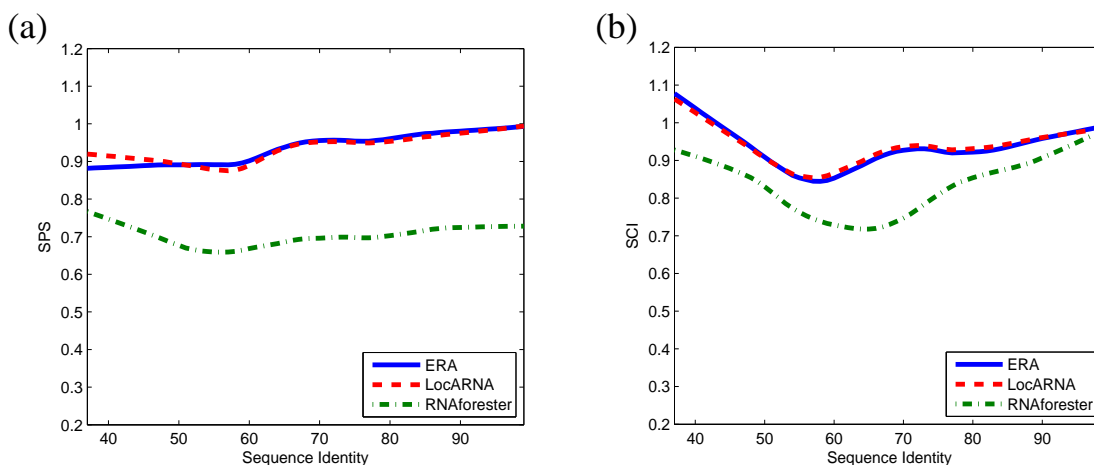 (a)
1.2
1.1
1
0.9
0.8
0.7
0.6
0.5
0.4
0.3
0.2
SPS
40 50 60 70 80 90
Sequence Identity
ERA
LocARNA
RNAforester
(b)
1.2
1.1
1
0.9
0.8
0.7
0.6
0.5
0.4
0.3
0.2
SCI
40 50 60 70 80 90
Sequence Identity
ERA
LocARNA
RNAforester